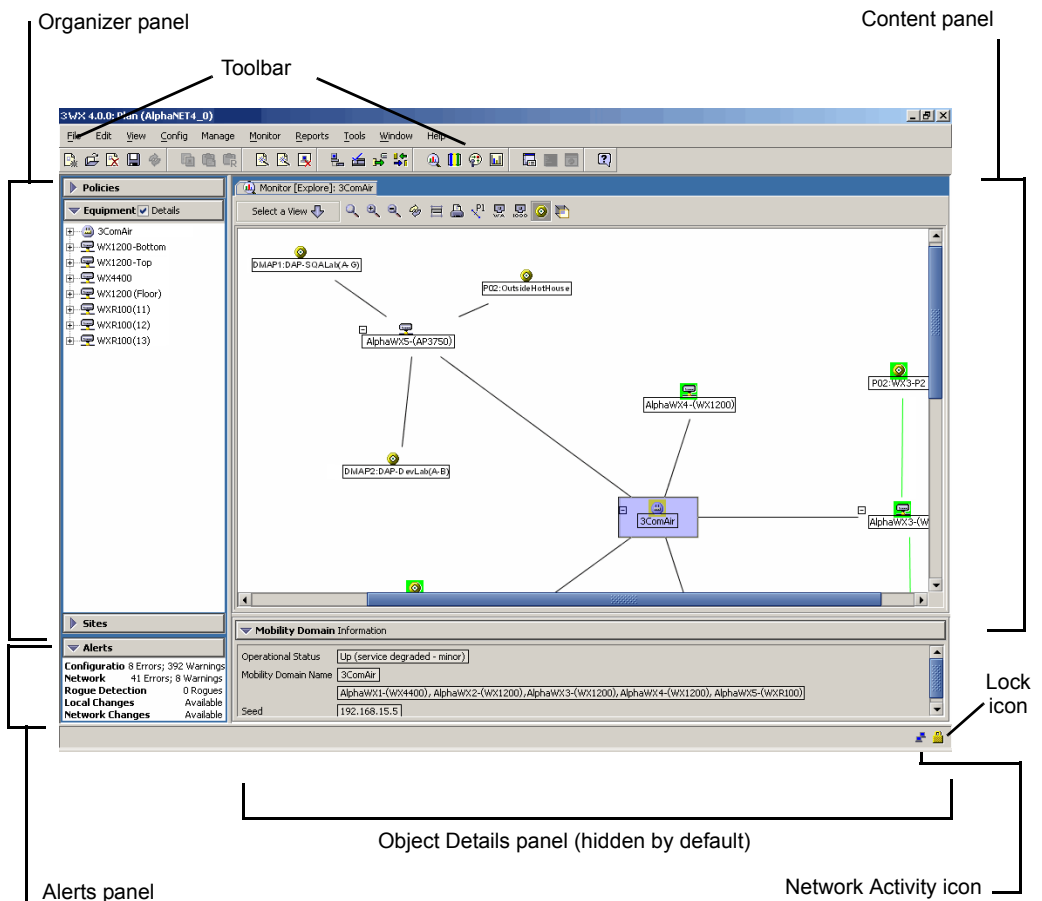 Organizer panel
Content panel
Toolbar
3WX 4.0.0: Plan (AlphaNET4_0)
File Edit View Config Manage Monitor Reports Tools Window Help
Policies
Monitor [Explore]: 3ComAir
Equipment Details
Select a View
3ComAir
WX1200-Bottom
WX1200-Top
WX4400
WX1200 (Floor)
WXR100(11)
WXR100(12)
WXR100(13)
DMAP1:DAP-SQALab(A-G)
P02:OutsideHotHouse
AlphaWX5-(AP3750)
P02:WX3-P2
AlphaWX4-(WX1200)
DMAP2:DAP-DevLab(A-B)
3ComAir
AlphaWX3-(W
Sites
Mobility Domain Information
Alerts
Configuratio 8 Errors; 392 Warnings
Network 41 Errors; 8 Warnings
Rogue Detection 0 Rogues
Local Changes Available
Network Changes Available
Operational Status Up (service degraded - minor)
Mobility Domain Name 3ComAir
AlphaWX1-(WX4400), AlphaWX2-(WX1200),AlphaWX3-(WX1200), AlphaWX4-(WX1200), AlphaWX5-(WXR100)
Seed 192.168.15.5
Lock
icon
Object Details panel (hidden by default)
Alerts panel
Network Activity icon